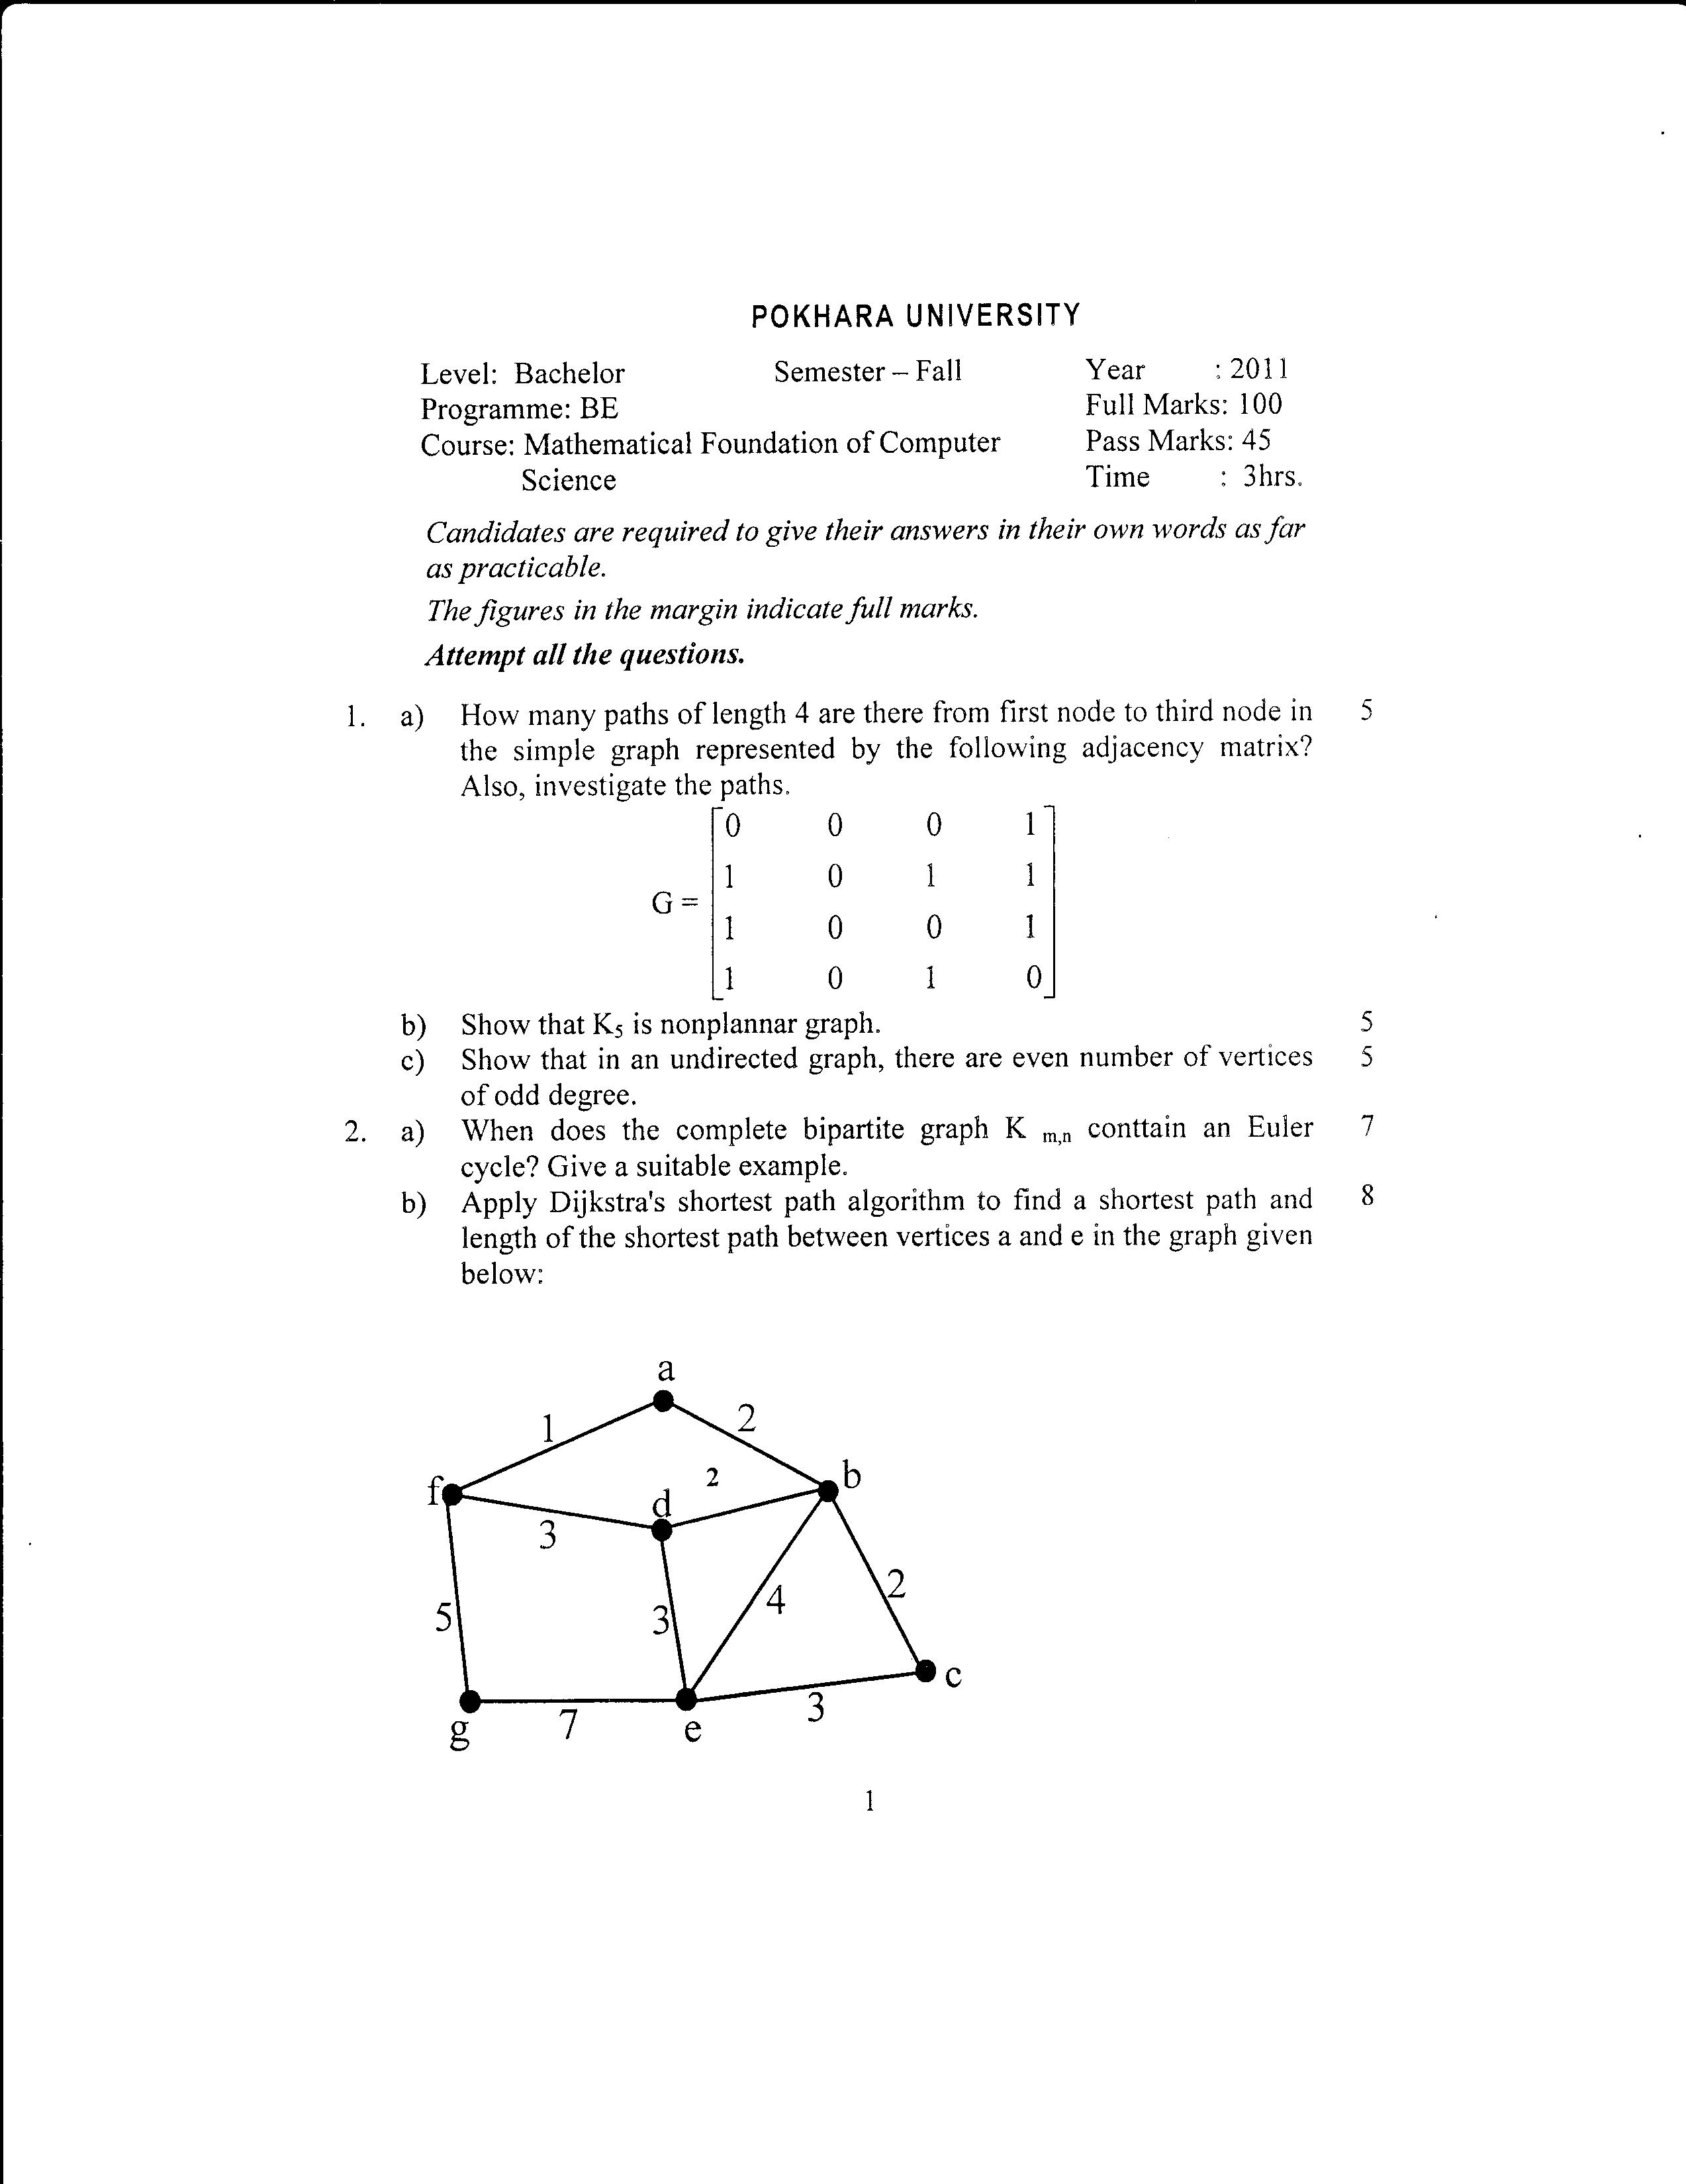 POKHARA UNIVERSITY
Level: Bachelor Semester – Fall Year : 2011
Programme: BE Full Marks: 100
Course: Mathematical Foundation of Computer Pass Marks: 45
Science Time : 3hrs.
Candidates are required to give their answers in their own words as far
as practicable.
The figures in the margin indicate full marks.
Attempt all the questions.
1. a) How many paths of length 4 are there from first node to third node in 5
the simple graph represented by the following adjacency matrix?
Also, investigate the paths.
0 0 0 1
1 0 1 1
G =
1 0 0 1
1 0 1 0
b) Show that K5 is nonplannar graph. 5
c) Show that in an undirected graph, there are even number of vertices 5
of odd degree.
2. a) When does the complete bipartite graph K m,n conttain an Euler 7
cycle? Give a suitable example.
b) Apply Dijkstra's shortest path algorithm to find a shortest path and 8
length of the shortest path between vertices a and e in the graph given
below:
a
1 2
2 b
f d
3
4 2
5 3
c
3
g 7 e
1